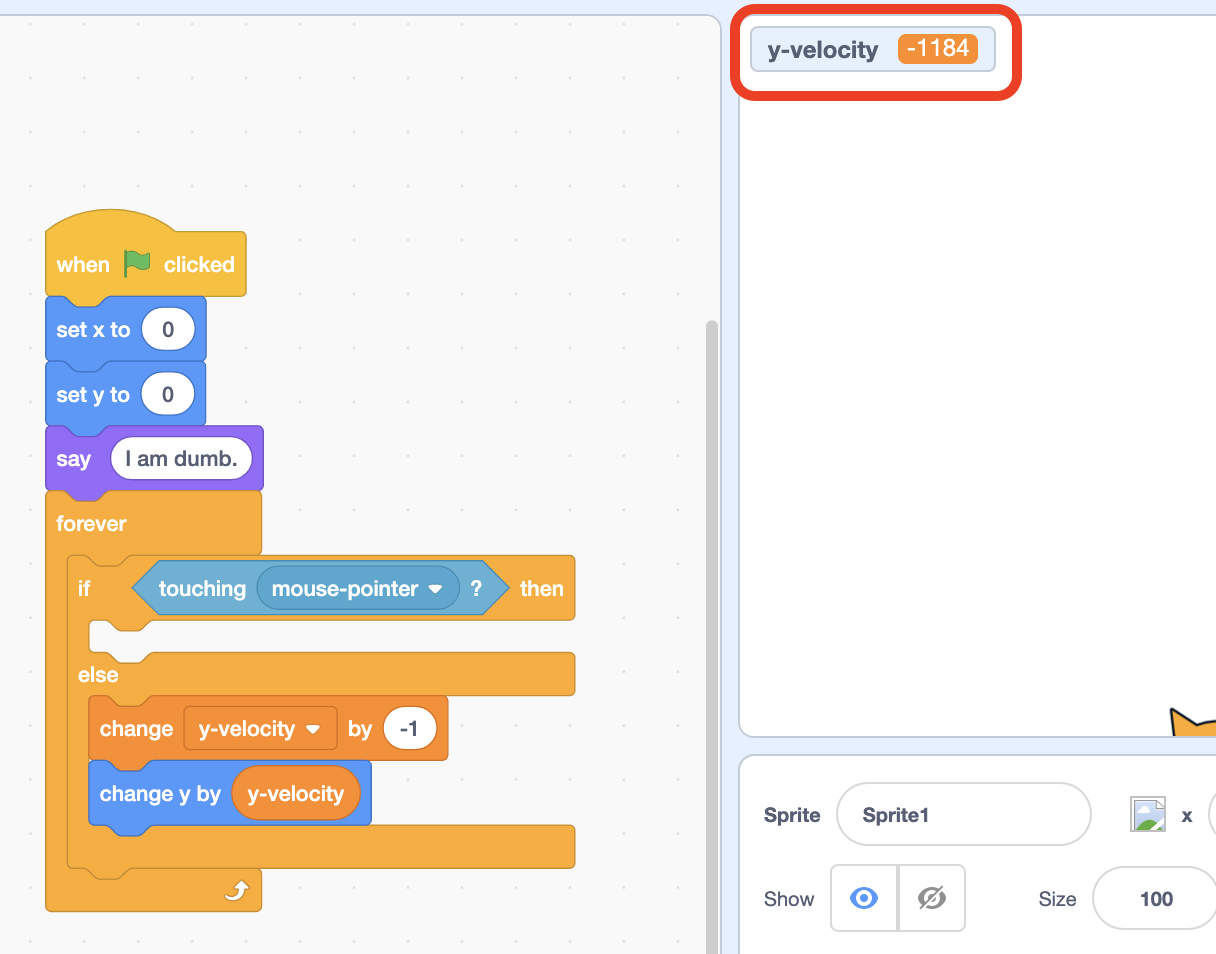 y-velocity -1184
when clicked
set x to 0
set y to 0
say I am dumb.
forever
if touching mouse-pointer ? then
else
change y-velocity by -1
change y by y-velocity
Sprite Sprite1 x
Show Size 100